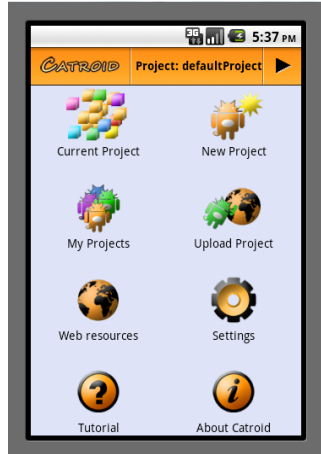 3G 5:37 PM
CATROID Project: defaultProject
Current Project New Project
My Projects Upload Project
Web resources Settings
Tutorial About Catroid